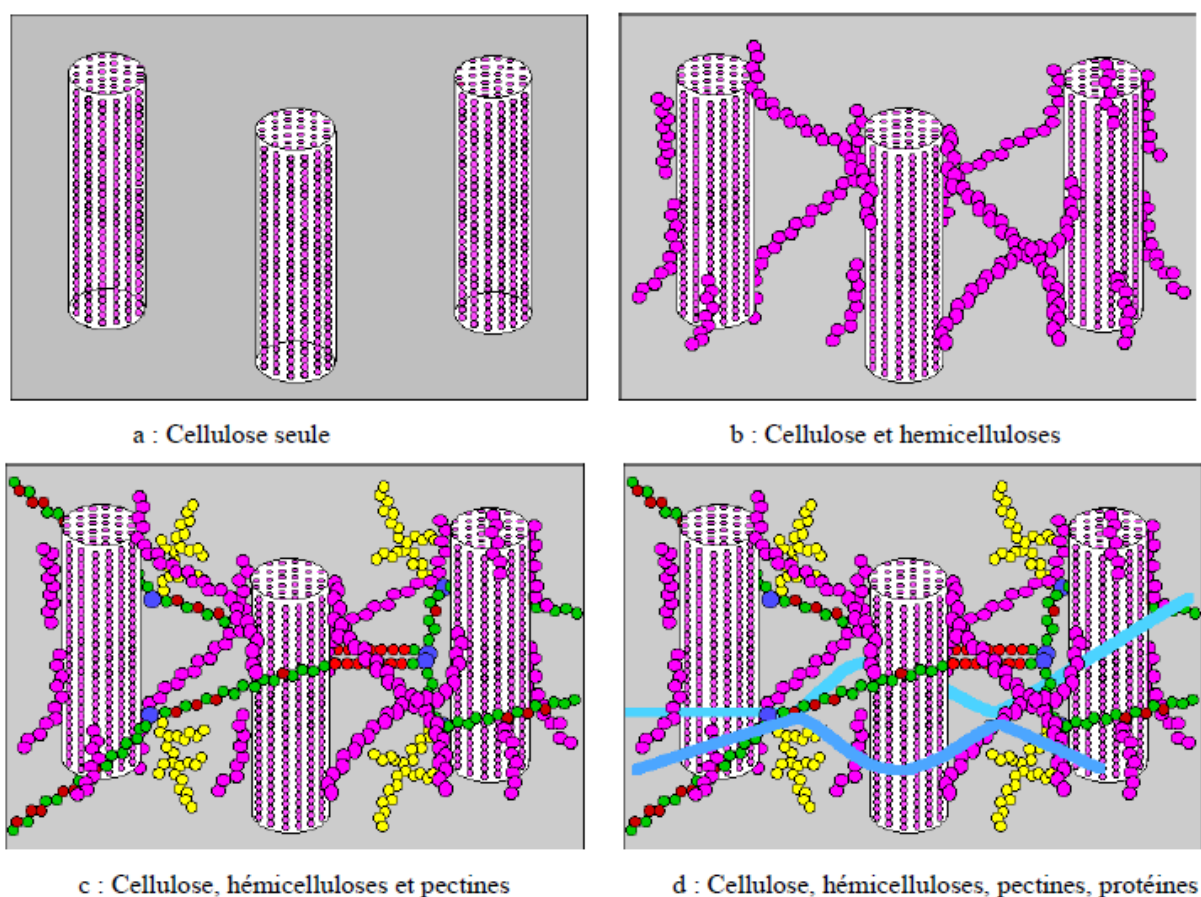 a : Cellulose seule
b : Cellulose et hemicelluloses
c : Cellulose, hémicelluloses et pectines
d : Cellulose, hémicelluloses, pectines, protéines